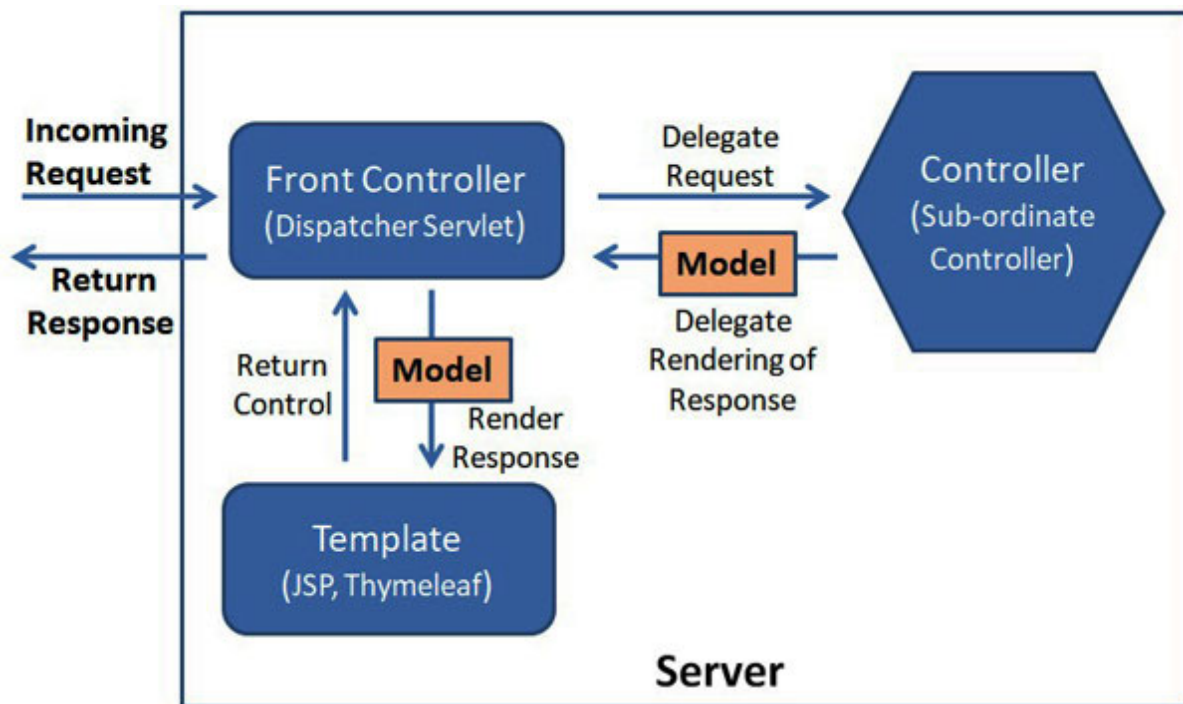 Incoming
Request
Return
Response
Front Controller
(Dispatcher Servlet)
Delegate
Request
Controller
(Sub-ordinate
Controller)
Model
Delegate
Rendering of
Response
Return
Control
Model
Render
Response
Template
(JSP, Thymeleaf)
Server